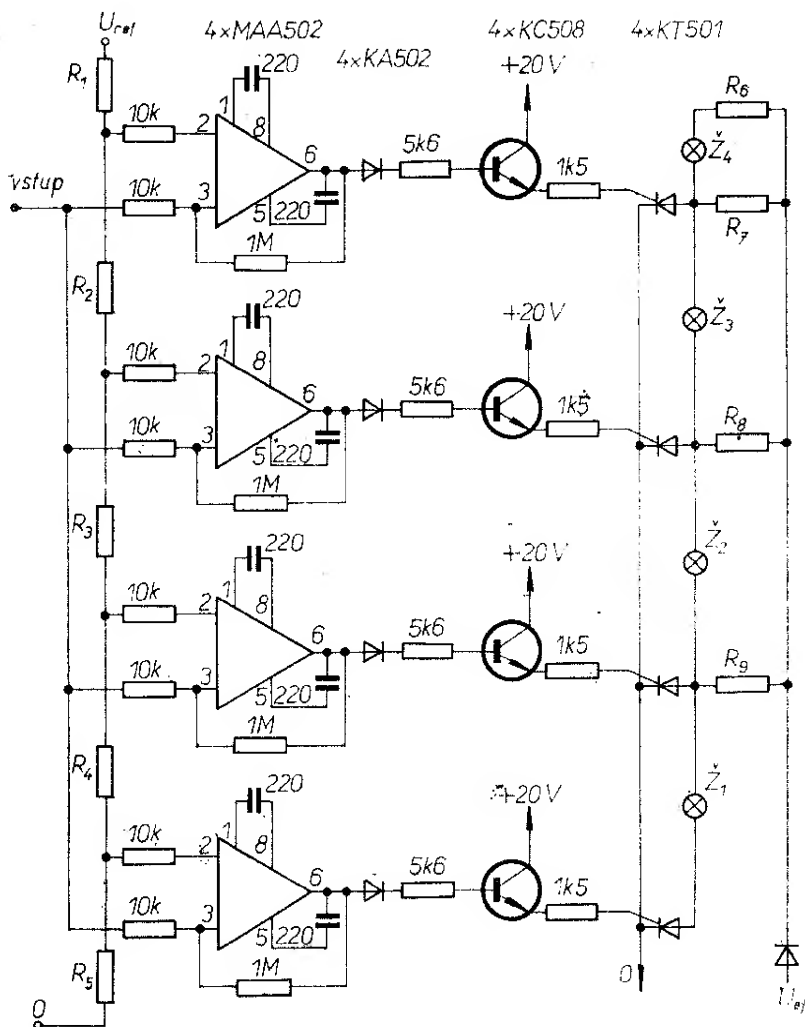 U_ref 4×MAA502 4×KA502 4×KC508 4×KT501
R1 220 +20V R6
10k 1 8 Ž4
2 6 5k6 1k5
vstup 10k 3 5 220 R7
1M
R2 220 +20V Ž3
10k 1 8
2 6 5k6 1k5
10k 3 5 220 R8
1M
R3 220 +20V Ž2
10k 1 8
2 6 5k6 1k5
10k 3 5 220 R9
1M
R4 220 +20V Ž1
10k 1 8
2 6 5k6 1k5
10k 3 5 220
R5 1M
0 0 U_ef